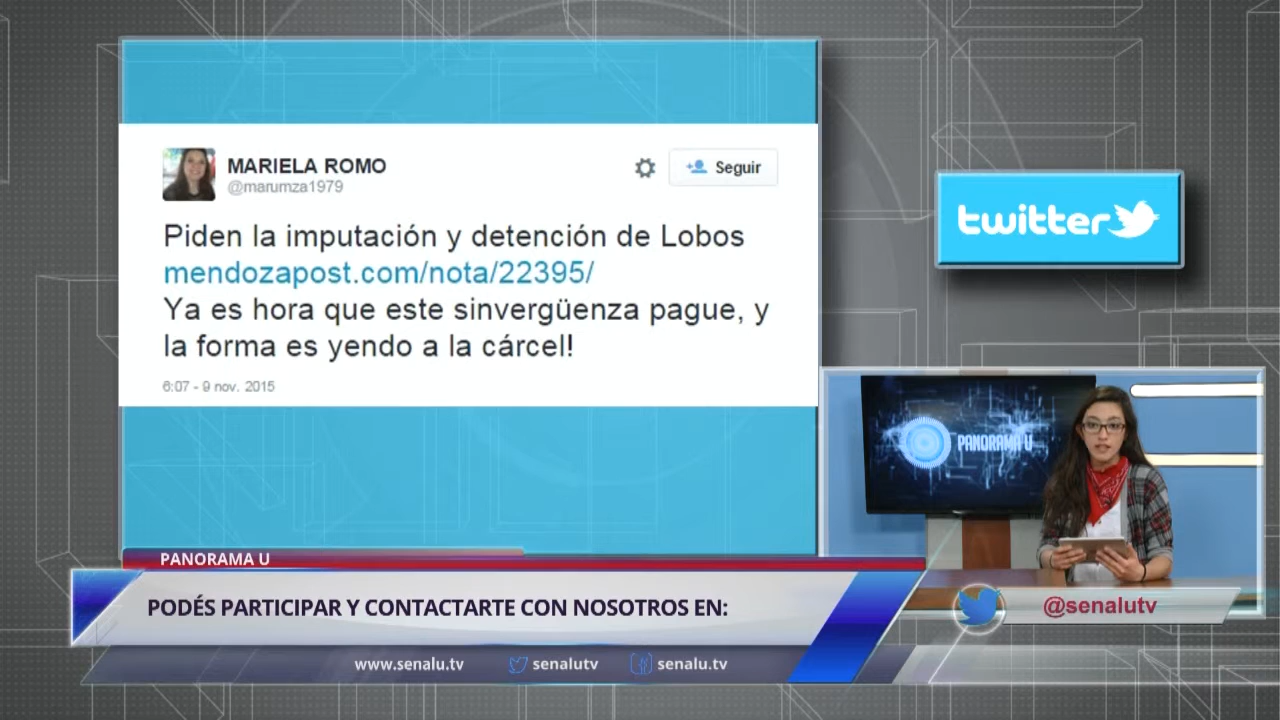 MARIELA ROMO
@marumza1979
Seguir
Piden la imputación y detención de Lobos
mendozapost.com/nota/22395/
Ya es hora que este sinvergüenza pague, y
la forma es yendo a la cárcel!
6:07 - 9 nov. 2015
twitter
PANORAMA U
PANORAMA U
PODÉS PARTICIPAR Y CONTACTARTE CON NOSOTROS EN:
@senalutv
www.senalu.tv
senalutv
senalu.tv